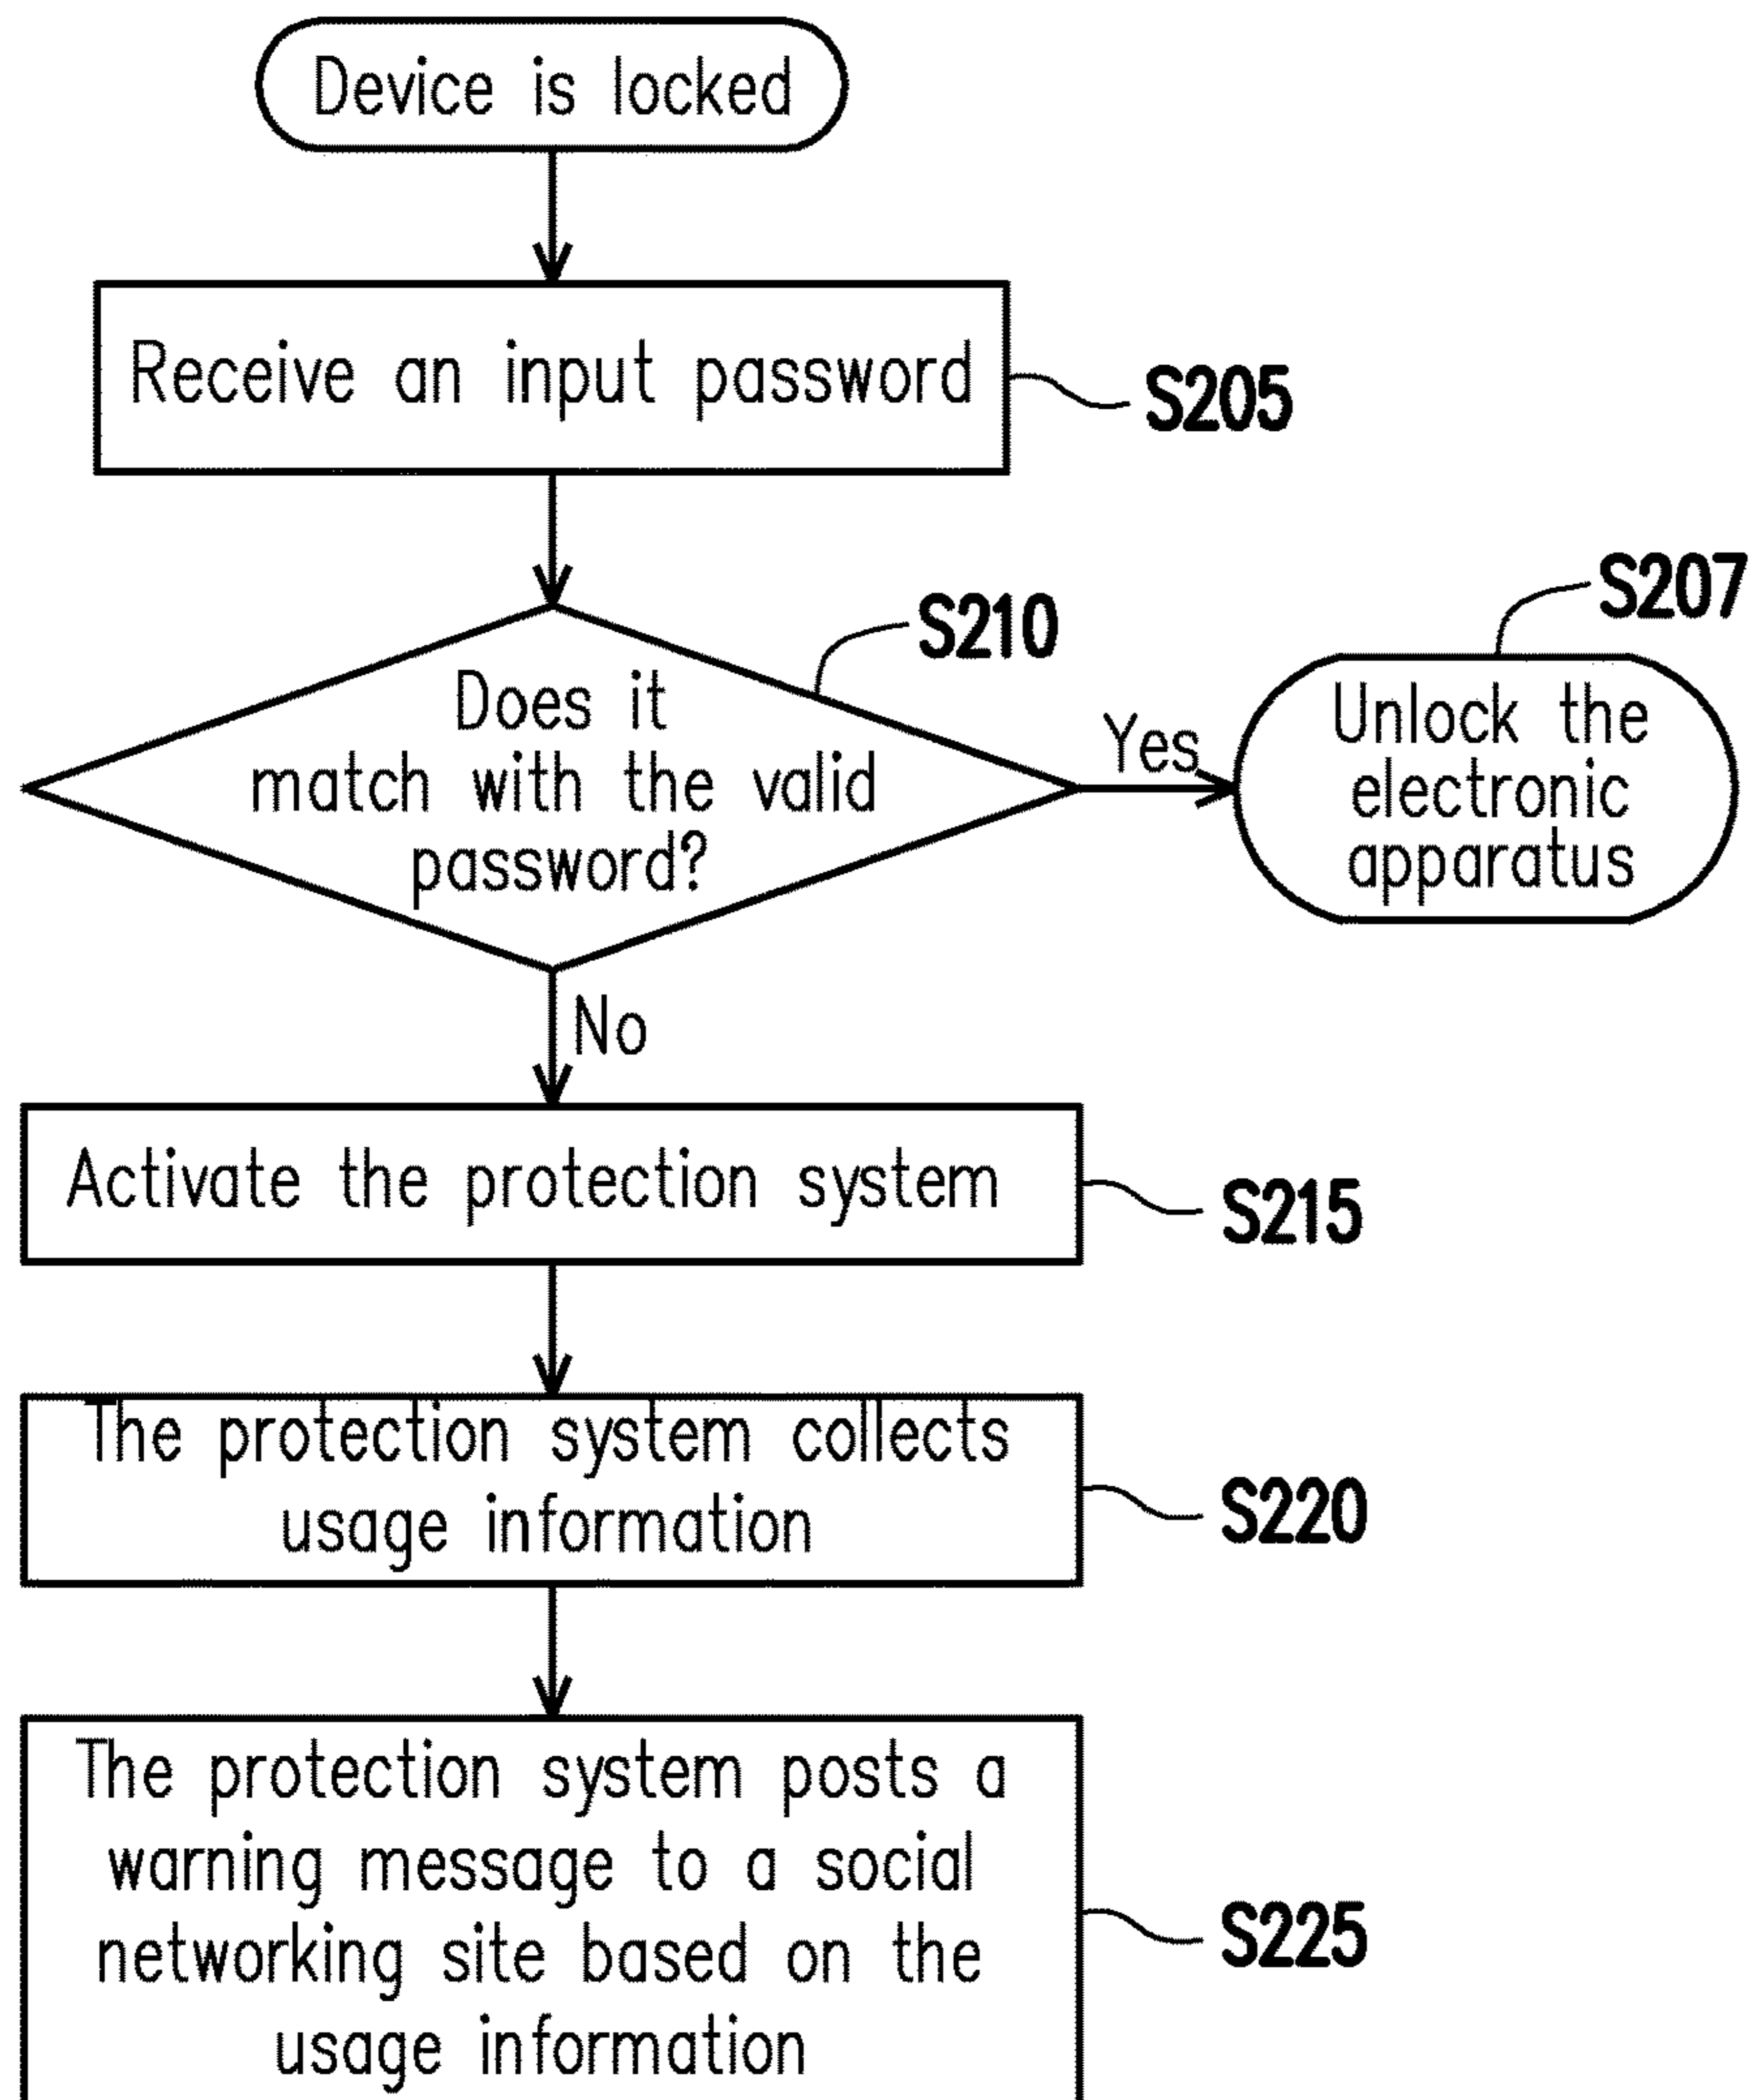 Device is locked
Receive an input password
S205
S210
S207
Does it
match with the valid
password?
Yes
Unlock the
electronic
apparatus
No
Activate the protection system
S215
The protection system collects
usage information
S220
The protection system posts a
warning message to a social
networking site based on the
usage information
S225